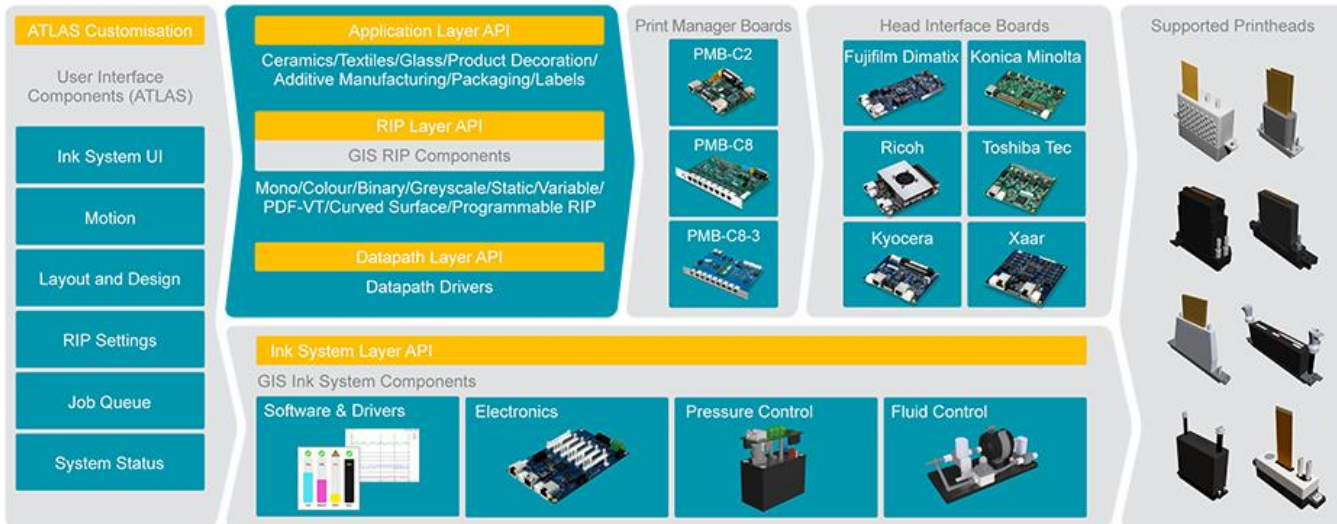 ATLAS Customisation
User Interface
Components (ATLAS)
Ink System UI
Motion
Layout and Design
RIP Settings
Job Queue
System Status
Application Layer API
Ceramics/Textiles/Glass/Product Decoration/
Additive Manufacturing/Packaging/Labels
RIP Layer API
GIS RIP Components
Mono/Colour/Binary/Greyscale/Static/Variable/
PDF-VT/Curved Surface/Programmable RIP
Datapath Layer API
Datapath Drivers
Print Manager Boards
PMB-C2
PMB-C8
PMB-C8-3
Head Interface Boards
Fujifilm Dimatix
Konica Minolta
Ricoh
Toshiba Tec
Kyocera
Xaar
Ink System Layer API
GIS Ink System Components
Software & Drivers
Electronics
Pressure Control
Fluid Control
Supported Printheads